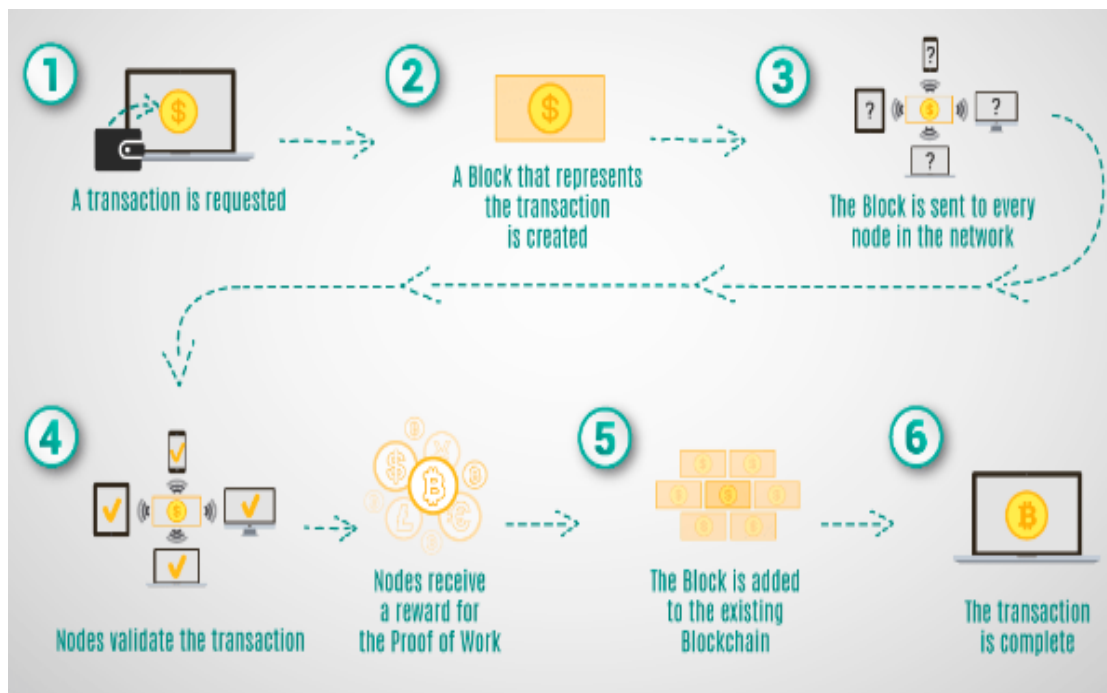 1
A transaction is requested
2
A Block that represents
the transaction
is created
3
The Block is sent to every
node in the network
4
Nodes validate the transaction
Nodes receive
a reward for
the Proof of Work
5
The Block is added
to the existing
Blockchain
6
The transaction
is complete